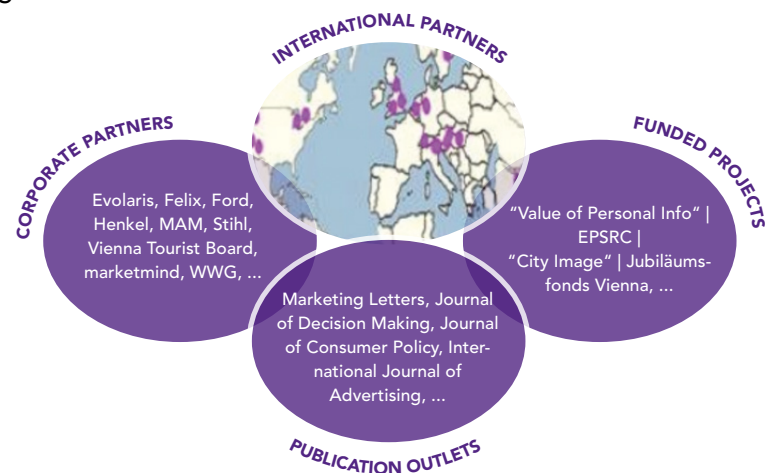 INTERNATIONAL PARTNERS
CORPORATE PARTNERS
Evolaris, Felix, Ford,
Henkel, MAM, Stihl,
Vienna Tourist Board,
marketmind, WWG, ...
FUNDED PROJECTS
“Value of Personal Info“ |
EPSRC |
“City Image“ | Jubiläums-
fonds Vienna, ...
Marketing Letters, Journal
of Decision Making, Journal
of Consumer Policy, Inter-
national Journal of
Advertising, ...
PUBLICATION OUTLETS